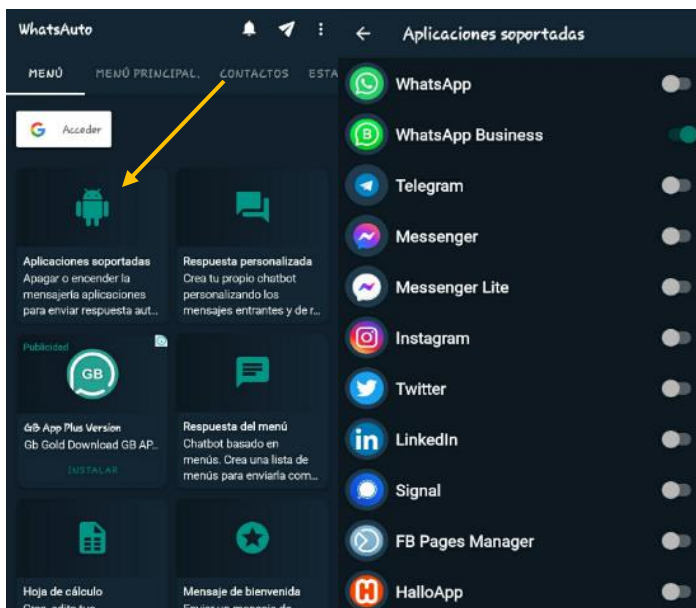 WhatsAuto
MENÚ MENÚ PRINCIPAL. CONTACTOS ESTA
Acceder
Aplicaciones soportadas
Apagar o encender la
mensajería aplicaciones
para enviar respuesta aut...
Respuesta personalizada
Crea tu propio chatbot
personalizando los
mensajes entrantes y de r...
Publicidad
GB
GB App Plus Version
Gb Gold Download GB AP...
INSTALAR
Respuesta del menú
Chatbot basado en
menús. Crea una lista de
menús para enviarla com...
Hoja de cálculo
Mensaje de bienvenida
Aplicaciones soportadas
WhatsApp
WhatsApp Business
Telegram
Messenger
Messenger Lite
Instagram
Twitter
LinkedIn
Signal
FB Pages Manager
HalloApp